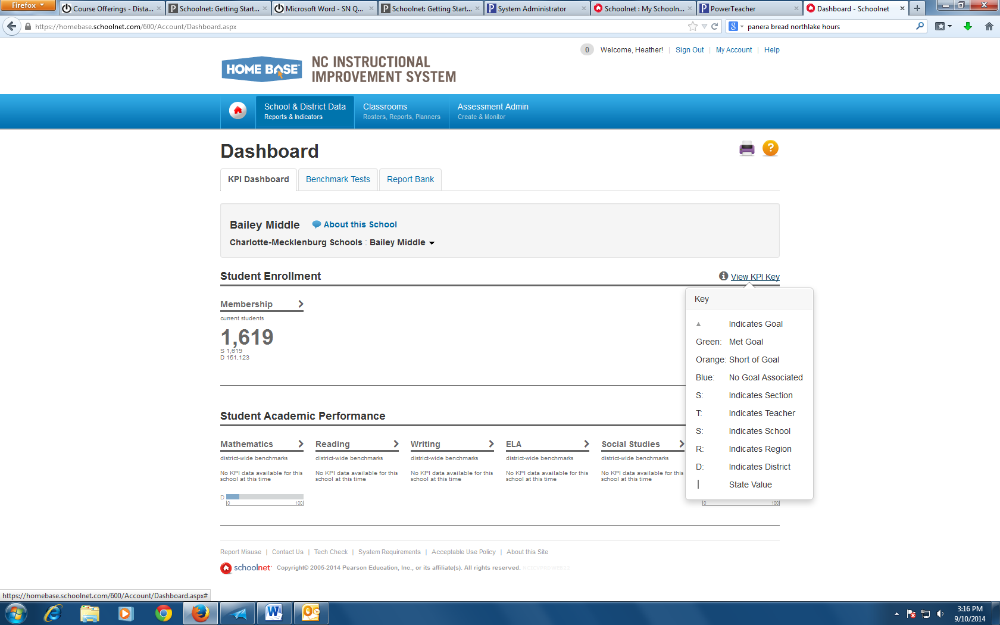 Firefox
Course Offerings - Dista...
Schoolnet: Getting Start...
Microsoft Word - SN Q...
Schoolnet: Getting Start...
System Administrator
Schoolnet : My Schooln...
PowerTeacher
Dashboard - Schoolnet
https://homebase.schoolnet.com/600/Account/Dashboard.aspx
panera bread northlake hours
0 Welcome, Heather! | Sign Out | My Account | Help
HOME BASE
NC INSTRUCTIONAL
IMPROVEMENT SYSTEM
School & District Data
Reports & Indicators
Classrooms
Rosters, Reports, Planners
Assessment Admin
Create & Monitor
Dashboard
KPI Dashboard
Benchmark Tests
Report Bank
Bailey Middle
About this School
Charlotte-Mecklenburg Schools : Bailey Middle
Student Enrollment
View KPI Key
Membership
current students
1,619
S 1,619
D 151,123
Key
Indicates Goal
Green: Met Goal
Orange: Short of Goal
Blue: No Goal Associated
S: Indicates Section
T: Indicates Teacher
S: Indicates School
R: Indicates Region
D: Indicates District
| State Value
Student Academic Performance
Mathematics
district-wide benchmarks
No KPI data available for this
school at this time
D
0 100
Reading
district-wide benchmarks
No KPI data available for this
school at this time
Writing
district-wide benchmarks
No KPI data available for this
school at this time
ELA
district-wide benchmarks
No KPI data available for this
school at this time
Social Studies
district-wide benchmarks
No KPI data available for this
school at this time
0 100
Report Misuse | Contact Us | Tech Check | System Requirements | Acceptable Use Policy | About this Site
schoolnet Copyright© 2005-2014 Pearson Education, Inc., or its affiliate(s). All rights reserved.
https://homebase.schoolnet.com/600/Account/Dashboard.aspx#
3:16 PM
9/10/2014